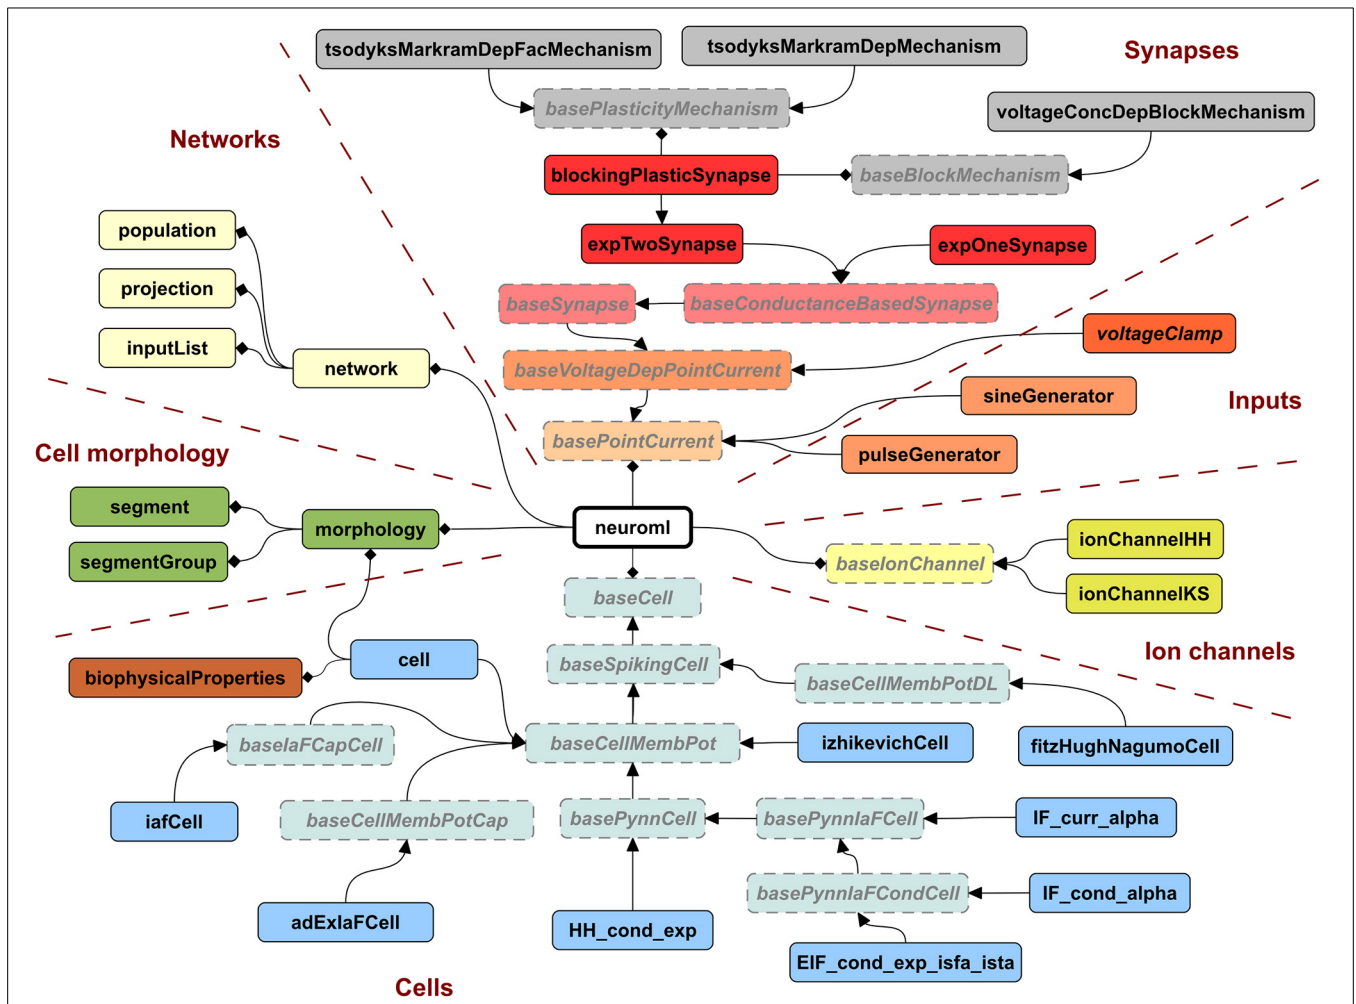 tsodyksMarkramDepFacMechanism
tsodyksMarkramDepMechanism
Synapses
basePlasticityMechanism
voltageConcDepBlockMechanism
Networks
blockingPlasticSynapse
baseBlockMechanism
population
expTwoSynapse
expOneSynapse
projection
baseSynapse
baseConductanceBasedSynapse
voltageClamp
inputList
network
baseVoltageDepPointCurrent
sineGenerator
Inputs
Cell morphology
basePointCurrent
pulseGenerator
segment
morphology
neuroml
ionChannelHH
segmentGroup
baseIonChannel
ionChannelKS
baseCell
cell
biophysicalProperties
baseSpikingCell
baseCellMembPotDL
Ion channels
baseIaFCapCell
baseCellMembPot
izhikevichCell
fitzHughNagumoCell
iafCell
baseCellMembPotCap
basePynnCell
basePynnIaFCell
IF_curr_alpha
basePynnIaFCondCell
IF_cond_alpha
adExIaFCell
HH_cond_exp
EIF_cond_exp_isfa_ista
Cells